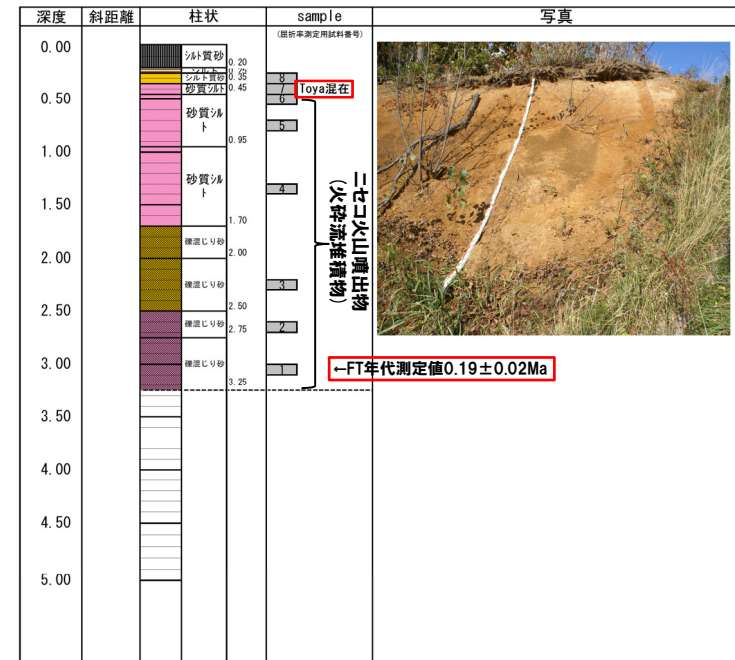 深度 斜距離 柱状 sample 写真
(屈折率測定用試料番号)
0.00
シルト質砂 0.20
シルト 0.25
シルト質砂 0.35 8
砂質シルト 0.45 7 Toya混在
0.50 6
砂質シルト 5
0.95
1.00
砂質シルト 4
1.50
1.70
礫混じり砂 2.00
2.00
礫混じり砂 3
2.50
2.50
礫混じり砂 2.75 2
3.00
礫混じり砂 1 ←FT年代測定値0.19±0.02Ma
3.25
ニセコ火山噴出物
(火砕流堆積物)
3.50
4.00
4.50
5.00